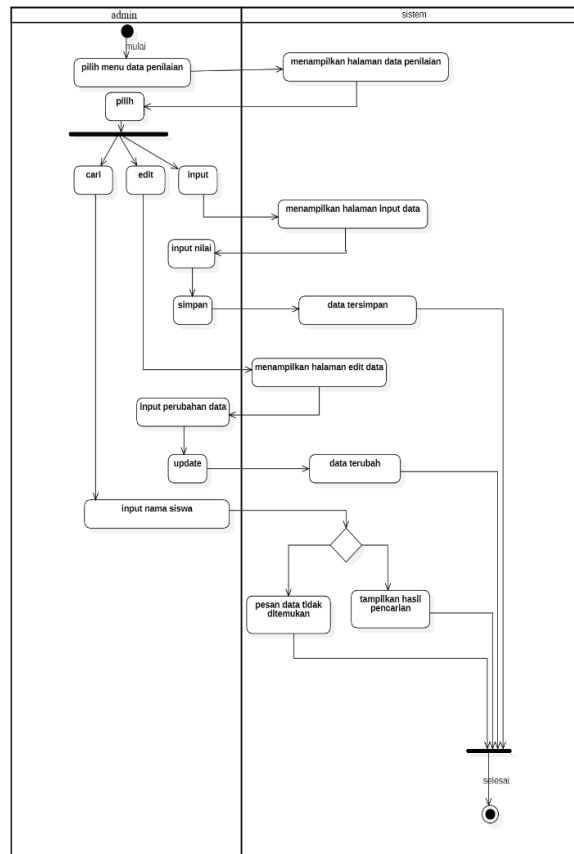 admin
sistem
mulai
pilih menu data penilaian
menampilkan halaman data penilaian
pilih
cari
edit
input
menampilkan halaman input data
input nilai
simpan
data tersimpan
menampilkan halaman edit data
input perubahan data
update
data terubah
input nama siswa
pesan data tidak
ditemukan
tampilkan hasil
pencarian
selesai